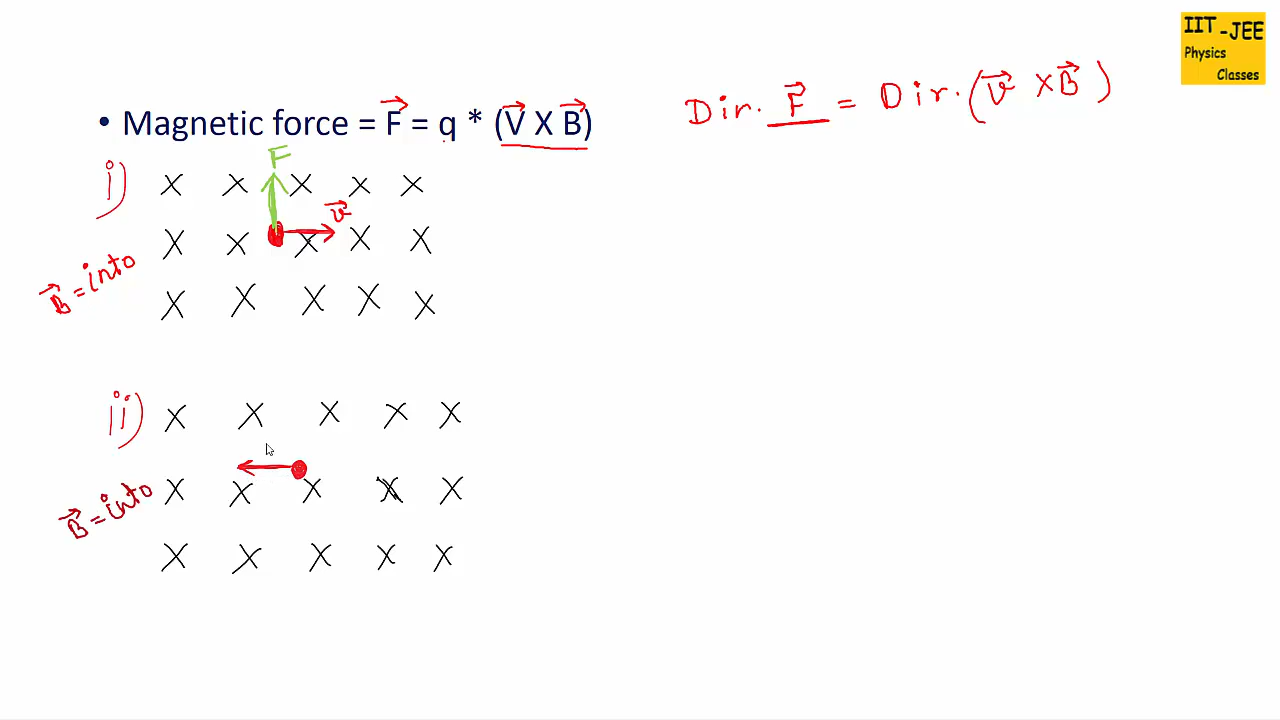 IIT -JEE
Physics
Classes
Dir. F⃗ = Dir. (v⃗ X B⃗)
• Magnetic force = F⃗ = q * (V⃗ X B⃗)
F
i) X X X X X
v⃗
X X X X X
B⃗ = into
X X X X X
ii) X X X X X
X X X X X
B⃗ = into
X X X X X